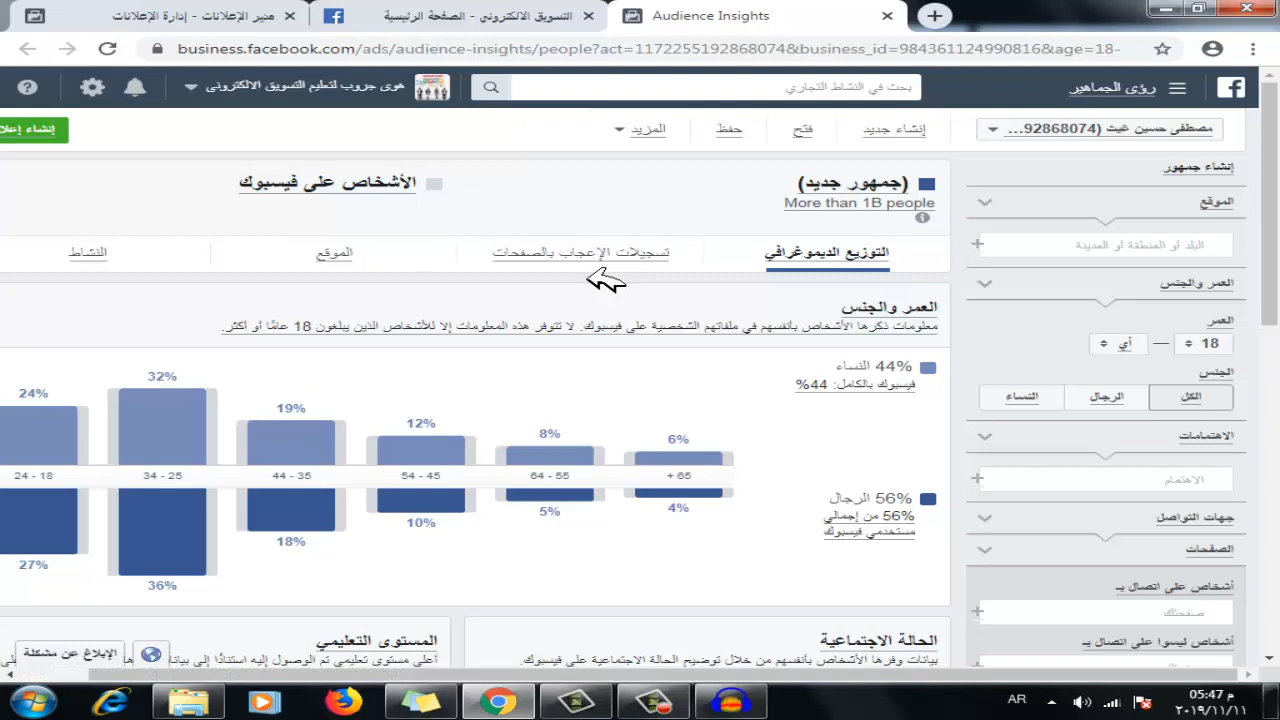 مدير الإعلانات - إدارة الإعلانات
التسويق الالكتروني - الصفحة الرئيسية
Audience Insights
business.facebook.com/ads/audience-insights/people?act=1172255192868074&business_id=984361124990816&age=18-
رؤى الجماهير
بحث في النشاط التجاري
هوى جروب لتعليم التسويق الالكترونى
مصطفى حسين غيث (92868074...
إنشاء جديد
فتح
حفظ
المزيد
إنشاء إعلا
إنشاء جمهور
الموقع
البلد أو المنطقة أو المدينة
العمر والجنس
العمر
18 — أي
الجنس
الكل
الرجال
النساء
الاهتمامات
الاهتمام
جهات التواصل
الصفحات
أشخاص على اتصال بـ
صفحتك
أشخاص ليسوا على اتصال بـ
(جمهور جديد)
More than 1B people
الأشخاص على فيسبوك
التوزيع الديموغرافي
تسجيلات الإعجاب بالصفحات
الموقع
النشاط
العمر والجنس
معلومات ذكرها الأشخاص بأنفسهم في ملفاتهم الشخصية على فيسبوك. لا تتوفر هذه المعلومات إلا للأشخاص الذين يبلغون 18 عامًا أو أكثر.
44% النساء
فيسبوك بالكامل: 44%
24% 32% 19% 12% 8% 6%
24 - 18 34 - 25 44 - 35 54 - 45 64 - 55 + 65
56% الرجال
56% من إجمالي
مستخدمي فيسبوك
27% 36% 18% 10% 5% 4%
الحالة الاجتماعية
بيانات وفرها الأشخاص بأنفسهم من خلال توضيح الحالة الاجتماعية على فيسبوك.
المستوى التعليمي
أعلى مستوى تعليمي تم الوصول إليه استنادًا إلى
الإبلاغ عن مشكلة
AR
05:47 م
٢٠١٩/١١/١١